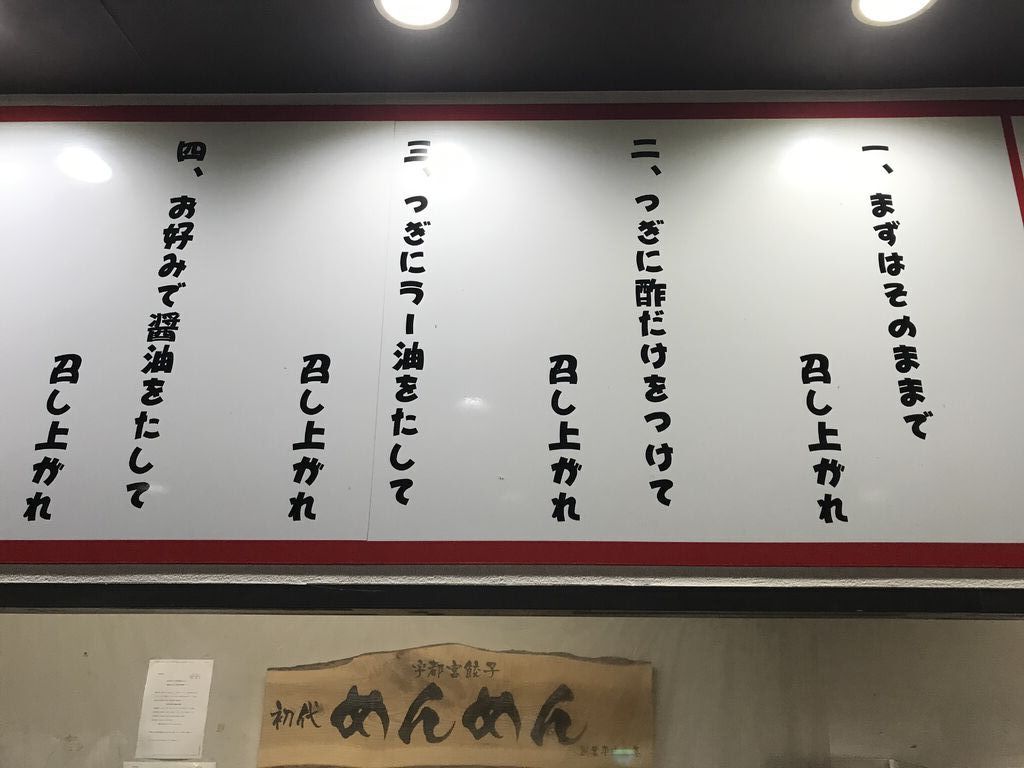 一、まずはそのままで
召し上がれ
二、つぎに酢だけをつけて
召し上がれ
三、つぎにラー油をたして
召し上がれ
四、お好みで醤油をたして
召し上がれ
宇都宮餃子
初代 めんめん